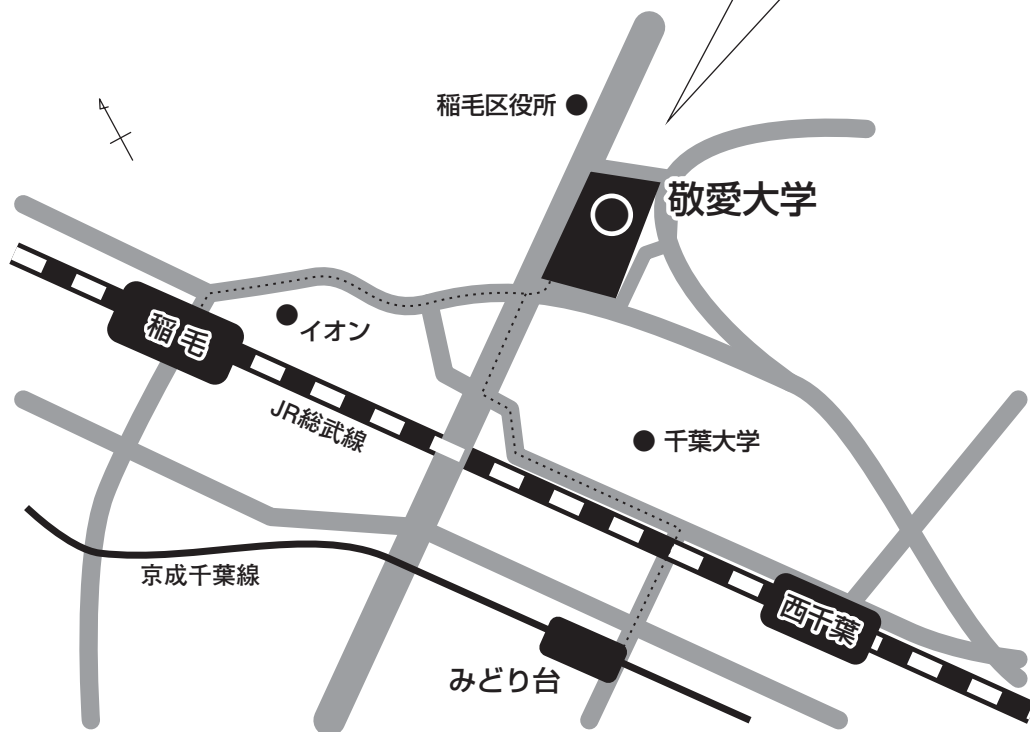 稲毛区役所
敬愛大学
稲毛
イオン
JR総武線
千葉大学
京成千葉線
西千葉
みどり台